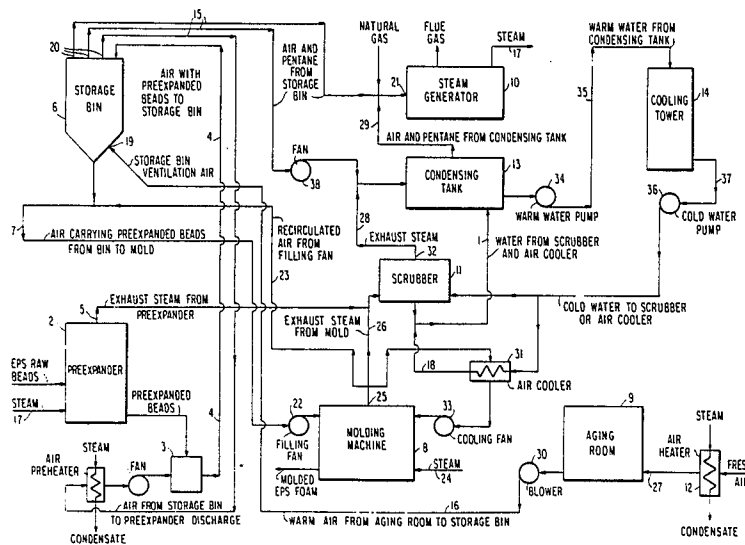 15
NATURAL
GAS
FLUE
GAS
STEAM
17
WARM WATER FROM
CONDENSING TANK
20
STORAGE
BIN
6
AIR WITH
PREEXPANDED
BEADS TO
STORAGE BIN
AIR AND
PENTANE
FROM
STORAGE
BIN
21
STEAM
GENERATOR
10
35
COOLING
TOWER
14
4
29
AIR AND PENTANE FROM CONDENSING TANK
19
STORAGE BIN
VENTILATION AIR
FAN
38
CONDENSING
TANK
13
34
WARM WATER PUMP
36
37
COLD WATER
PUMP
7
AIR CARRYING PREEXPANDED BEADS
FROM BIN TO MOLD
RECIRCULATED
AIR FROM
FILLING FAN
23
28
EXHAUST STEAM
32
1
WATER FROM SCRUBBER
AND AIR COOLER
SCRUBBER
11
5
EXHAUST STEAM FROM
PREEXPANDER
2
PREEXPANDER
EXHAUST STEAM
FROM MOLD
26
COLD WATER TO SCRUBBER
OR AIR COOLER
EPS RAW
BEADS
STEAM
17
PREEXPANDED
BEADS
4
18
31
AIR COOLER
25
22
FILLING
FAN
MOLDING
MACHINE
8
33
COOLING FAN
9
AGING
ROOM
STEAM
AIR
HEATER
12
FRES
AIR
27
CONDENSATE
30
BLOWER
STEAM
24
MOLDED
EPS FOAM
AIR
PREHEATER
STEAM
FAN
3
AIR FROM STORAGE BIN
TO PREEXPANDER DISCHARGE
CONDENSATE
16
WARM AIR FROM AGING ROOM TO STORAGE BIN